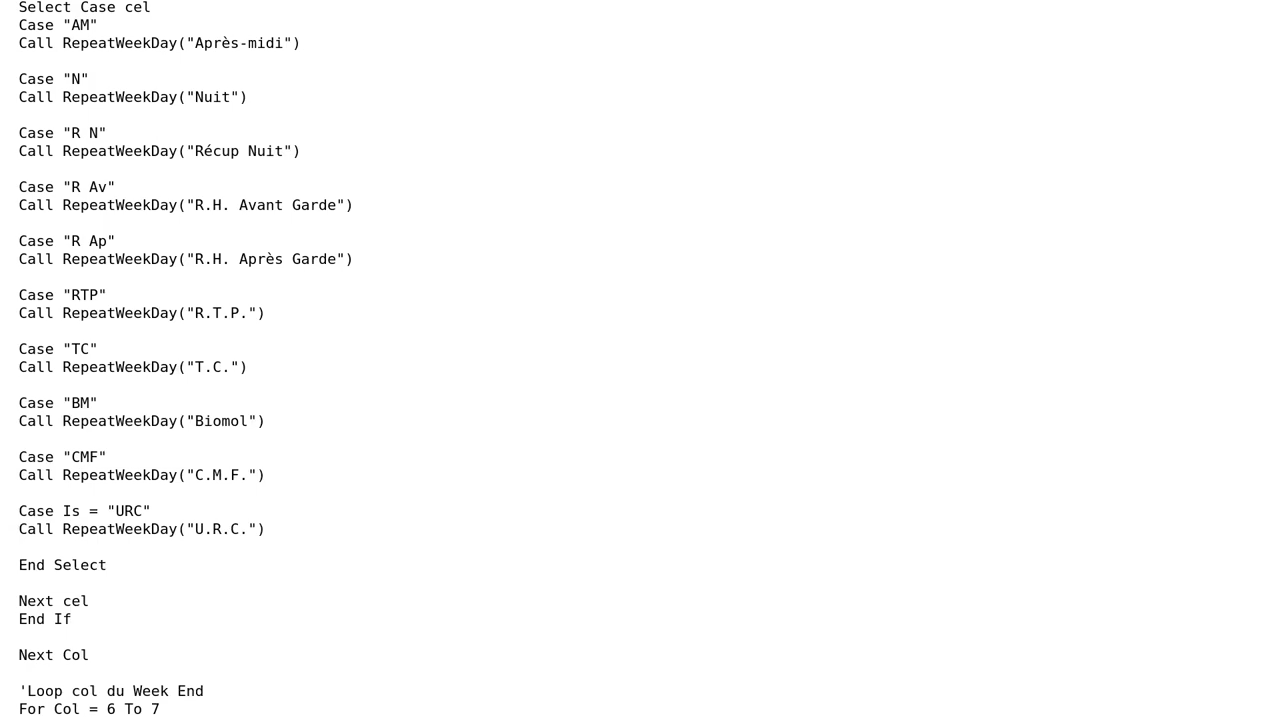 Select Case cel
Case "AM"
Call RepeatWeekDay("Après-midi")
Case "N"
Call RepeatWeekDay("Nuit")
Case "R N"
Call RepeatWeekDay("Récup Nuit")
Case "R Av"
Call RepeatWeekDay("R.H. Avant Garde")
Case "R Ap"
Call RepeatWeekDay("R.H. Après Garde")
Case "RTP"
Call RepeatWeekDay("R.T.P.")
Case "TC"
Call RepeatWeekDay("T.C.")
Case "BM"
Call RepeatWeekDay("Biomol")
Case "CMF"
Call RepeatWeekDay("C.M.F.")
Case Is = "URC"
Call RepeatWeekDay("U.R.C.")
End Select
Next cel
End If
Next Col
'Loop col du Week End
For Col = 6 To 7